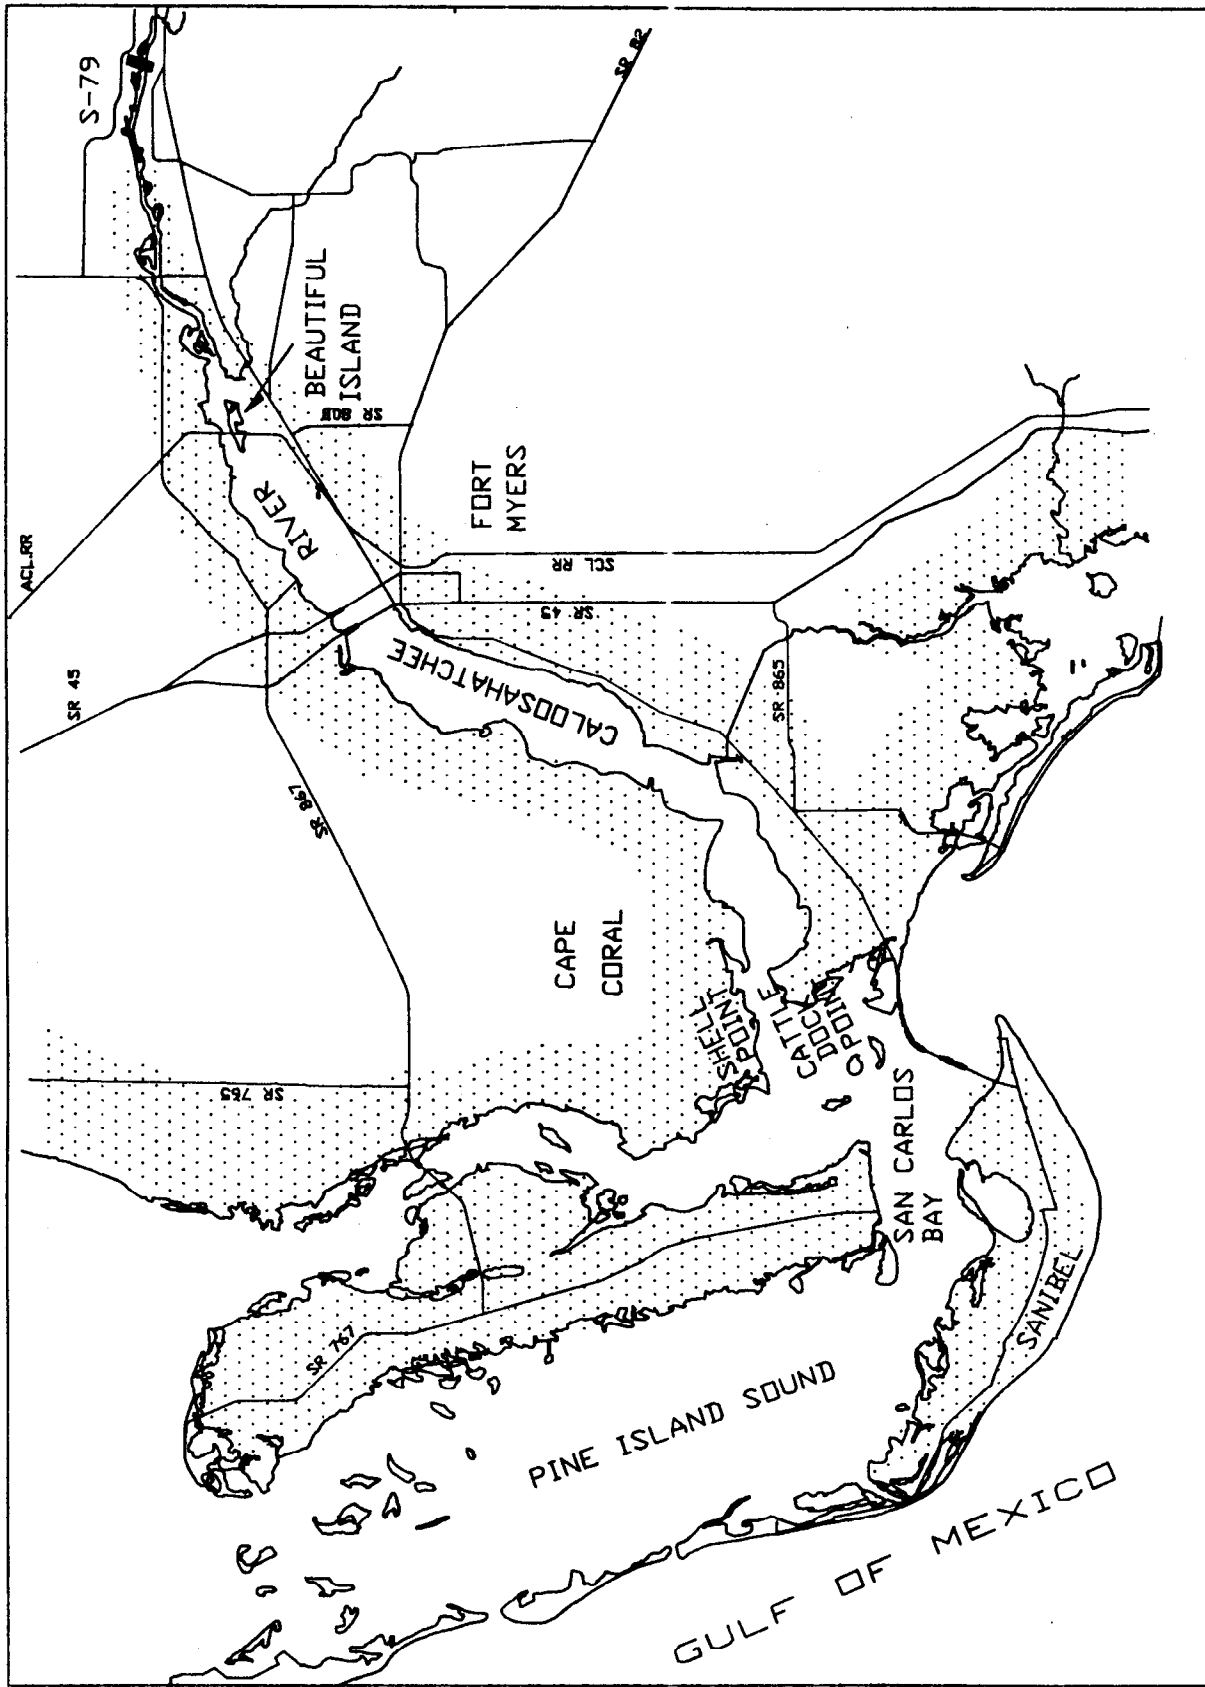 S-79
SR 82
BEAUTIFUL
ISLAND
SR 80B
ACL.RR
RIVER
FORT
MYERS
SCL RR
SR 45
SR 45
CALOOSAHATCHEE
SR 865
SR 867
CAPE
CORAL
SHELL
POINT
CATTLE
DOCK
POINT
SR 765
SAN CARLOS
BAY
SR 767
SANIBEL
PINE ISLAND SOUND
GULF OF MEXICO